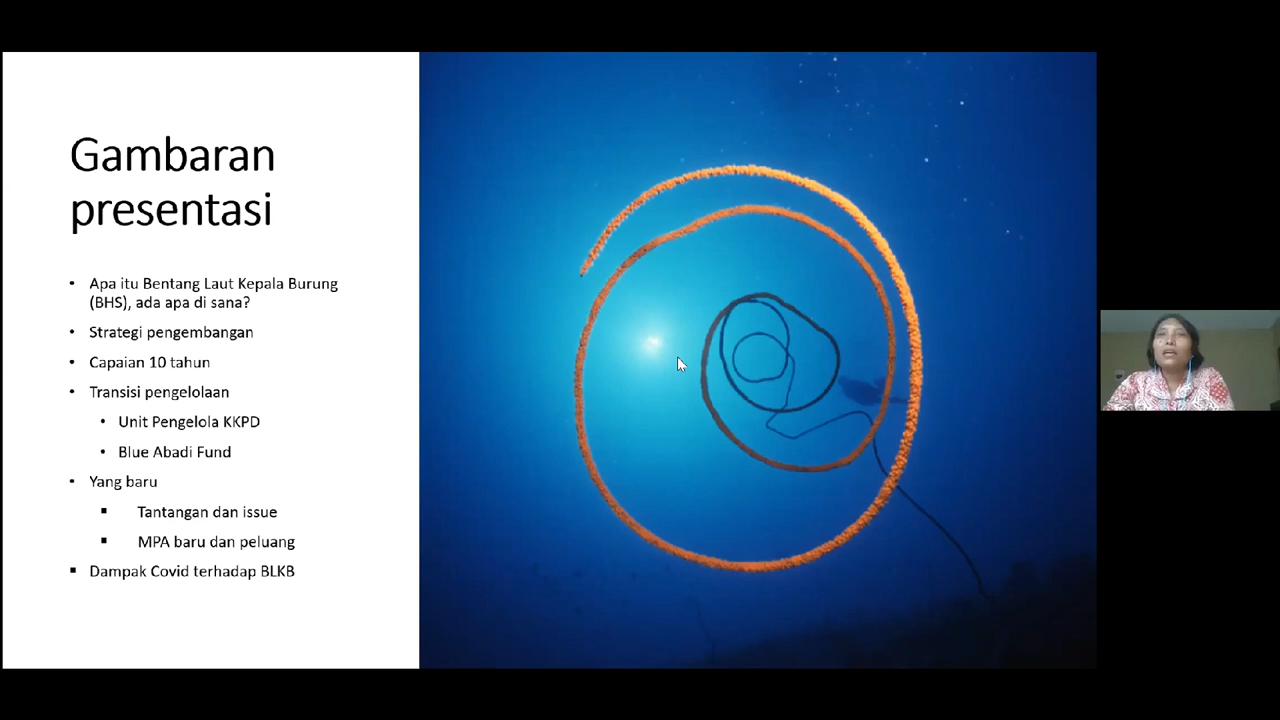 Gambaran
presentasi
• Apa itu Bentang Laut Kepala Burung
(BHS), ada apa di sana?
• Strategi pengembangan
• Capaian 10 tahun
• Transisi pengelolaan
• Unit Pengelola KKPD
• Blue Abadi Fund
• Yang baru
▪ Tantangan dan issue
▪ MPA baru dan peluang
▪ Dampak Covid terhadap BLKB